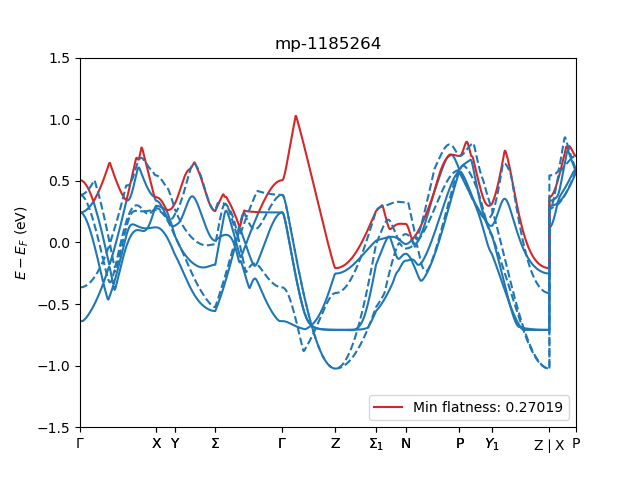 mp-1185264
E − E_F (eV)
1.5
1.0
0.5
0.0
−0.5
−1.0
−1.5
Min flatness: 0.27019
Γ X Y Σ Γ Z Σ₁ N P Y₁ Z | X P